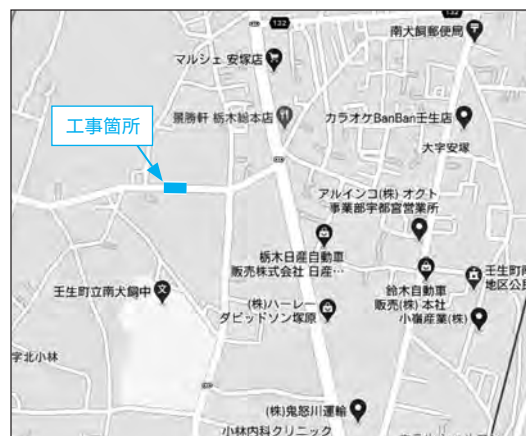 132
132
南犬飼郵便局
マルシェ 安塚店
景勝軒 栃木総本店
カラオケBanBan壬生店
工事箇所
大字安塚
アルインコ(株) オクト
事業部宇都宮営業所
栃木日産自動車
販売株式会社 日産…
壬生町立南犬飼中
鈴木自動車
販売(株) 本社
壬生町南
地区公民
(株)ハーレー
ダビッドソン塚原
小嶺産業(株)
字北小林
(株)鬼怒川運輸
小林内科クリニック